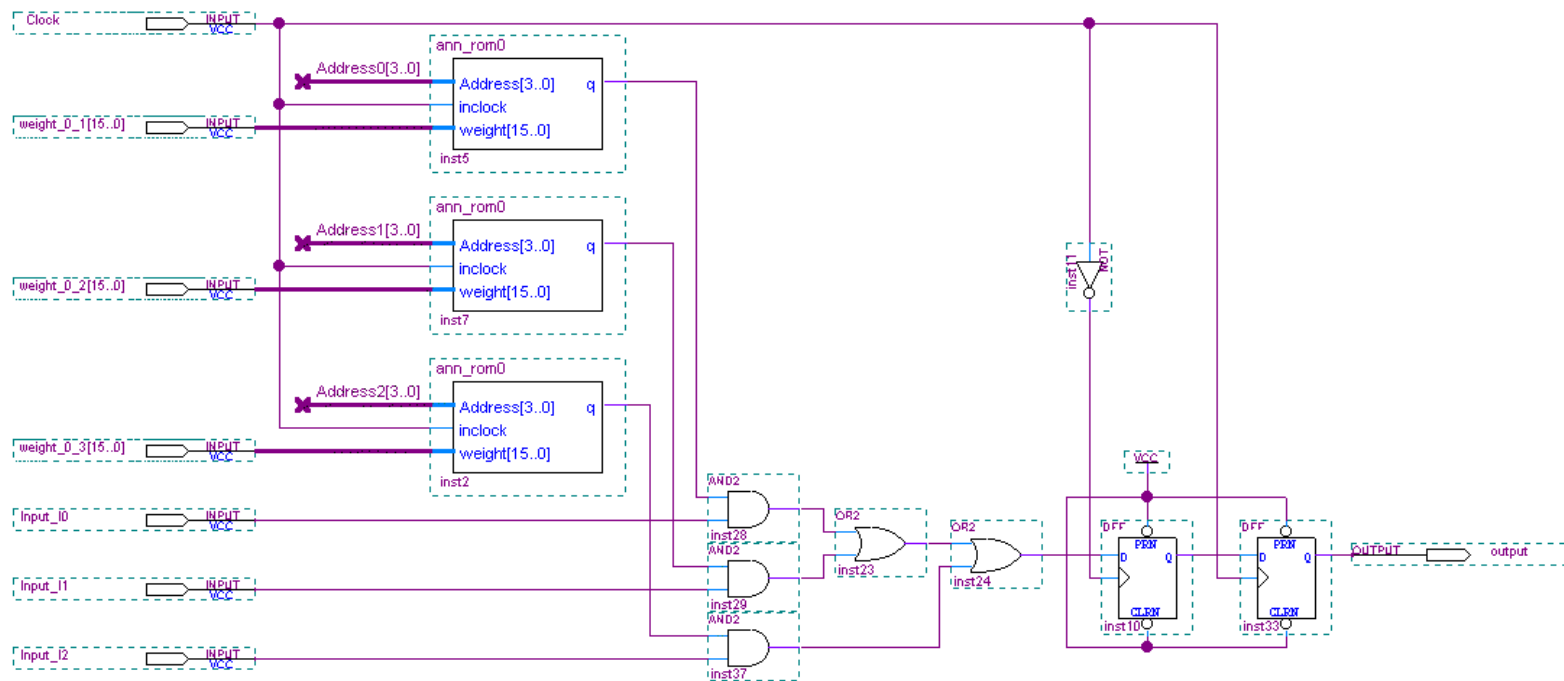 Clock INPUT VCC
ann_rom0
Address0[3..0]
Address[3..0] q
inclock
weight_0_1[15..0] INPUT VCC
weight[15..0]
inst5
ann_rom0
Address1[3..0]
Address[3..0] q
inclock
weight_0_2[15..0] INPUT VCC
weight[15..0]
inst7
inst11
NOT
ann_rom0
Address2[3..0]
Address[3..0] q
inclock
weight_0_3[15..0] INPUT VCC
weight[15..0]
inst2
VCC
AND2
inst28
Input_I0 INPUT VCC
OR2
inst23
OR2
inst24
AND2
inst29
Input_I1 INPUT VCC
AND2
inst37
Input_I2 INPUT VCC
DFF
PRN
D Q
CLRN
inst10
DFF
PRN
D Q
CLRN
inst33
OUTPUT output